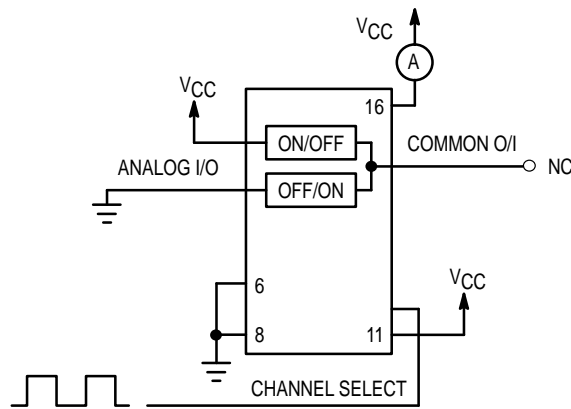 VCC
A
VCC
16
ON/OFF
COMMON O/I
ANALOG I/O
OFF/ON
NC
VCC
6
8
11
CHANNEL SELECT